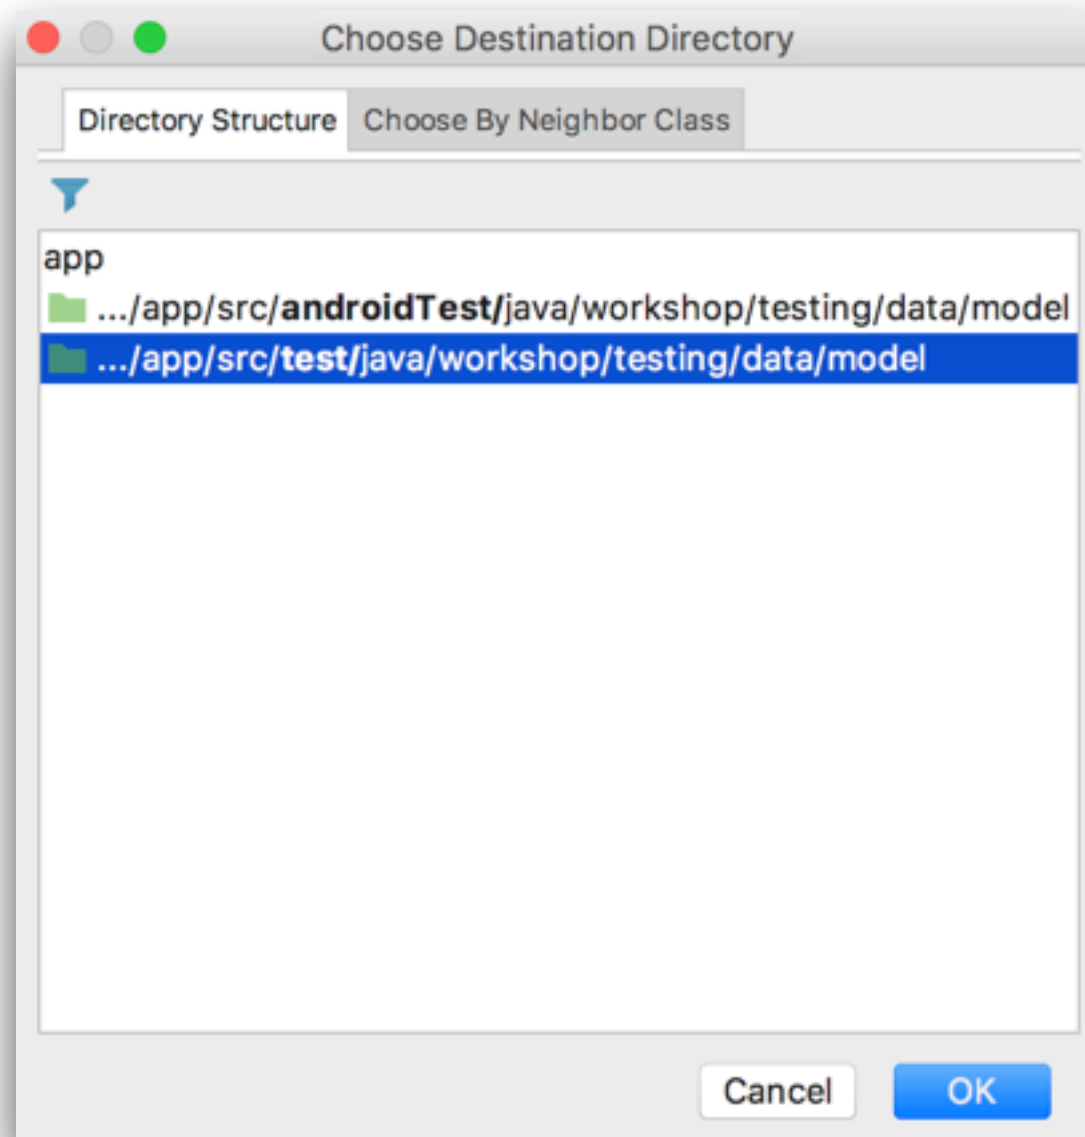 Choose Destination Directory
Directory Structure Choose By Neighbor Class
app
.../app/src/androidTest/java/workshop/testing/data/model
.../app/src/test/java/workshop/testing/data/model
Cancel OK